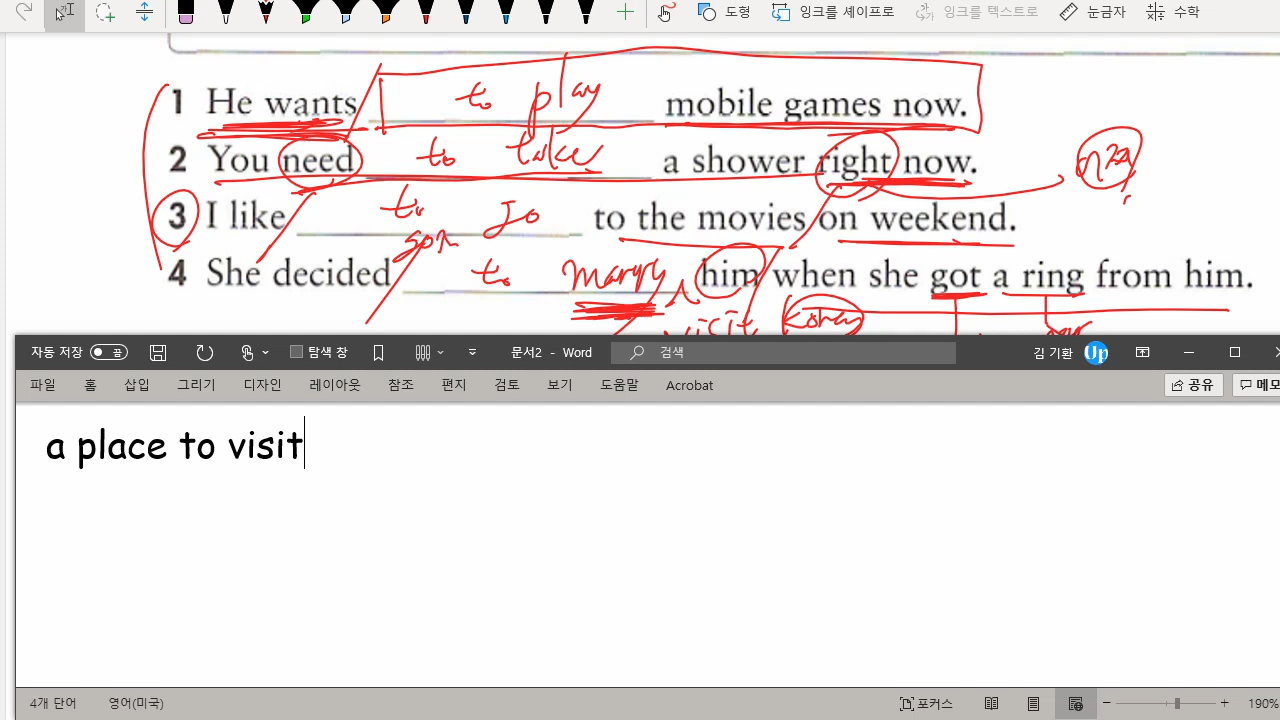 도형 잉크를 셰이프로 잉크를 텍스트로 눈금자 수학
1 He wants to play mobile games now.
2 You need to take a shower right now.
3 I like to go to the movies on weekend.
4 She decided to marry him when she got a ring from him.
visit
자동 저장 끔 탐색 창 문서2 - Word 검색 김 기환 Up
파일 홈 삽입 그리기 디자인 레이아웃 참조 편지 검토 보기 도움말 Acrobat 공유 메모
a place to visit
4개 단어 영어(미국) 포커스 190%